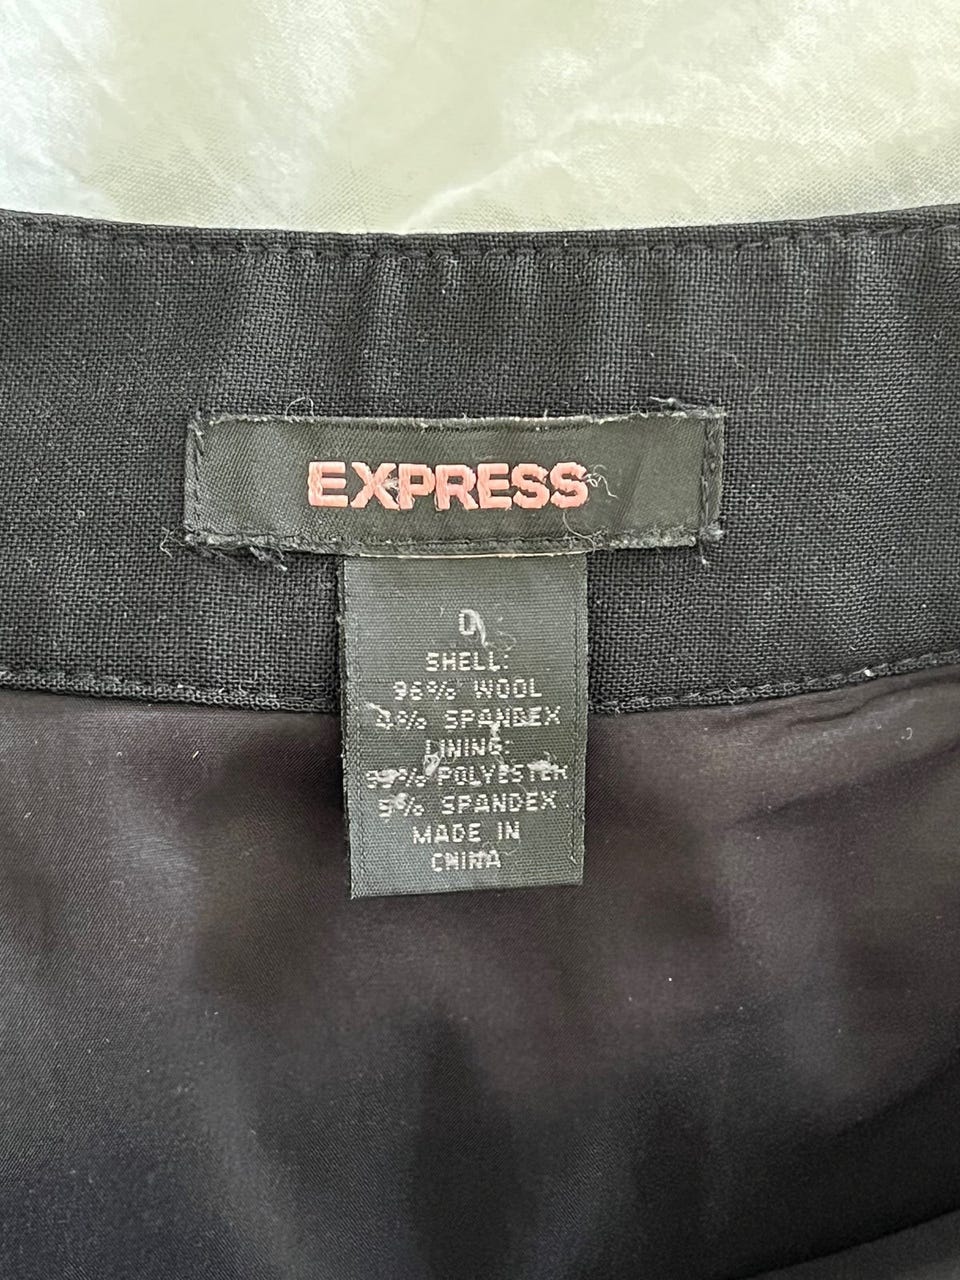 EXPRESS
0
SHELL:
96% WOOL
4% SPANDEX
LINING:
95% POLYESTER
5% SPANDEX
MADE IN
CHINA